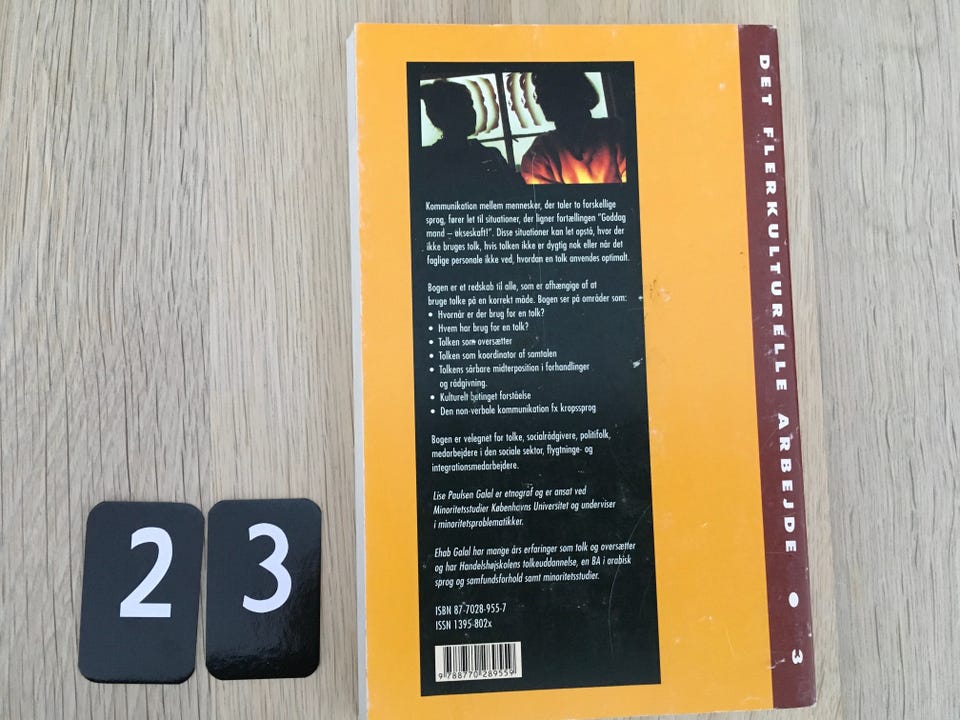 Kommunikation mellem mennesker, der taler to forskellige
sprog, fører let til situationer, der ligner fortællingen "Goddag
mand – økseskaft!". Disse situationer kan let opstå, hvor der
ikke bruges tolk, hvis tolken ikke er dygtig nok eller når det
faglige personale ikke ved, hvordan en tolk anvendes optimalt.
Bogen er et redskab til alle, som er afhængige af at
bruge tolke på en korrekt måde. Bogen ser på områder som:
• Hvornår er der brug for en tolk?
• Hvem har brug for en tolk?
• Tolken som oversætter
• Tolken som koordinator af samtalen
• Tolkens sårbare midterposition i forhandlinger
og rådgivning.
• Kulturelt betinget forståelse
• Den non-verbale kommunikation fx kropssprog
Bogen er velegnet for tolke, socialrådgivere, politifolk,
medarbejdere i den sociale sektor, flygtninge- og
integrationsmedarbejdere.
Lise Paulsen Galal er etnograf og er ansat ved
Minoritetsstudier Københavns Universitet og underviser
i minoritetsproblematikker.
Ehab Galal har mange års erfaringer som tolk og oversætter
og har Handelshøjskolens tolkeuddannelse, en BA i arabisk
sprog og samfundsforhold samt minoritetsstudier.
ISBN 87-7028-955-7
ISSN 1395-802x
9 788770 289559
DET FLERKULTURELLE ARBEJDE • 3
2 3